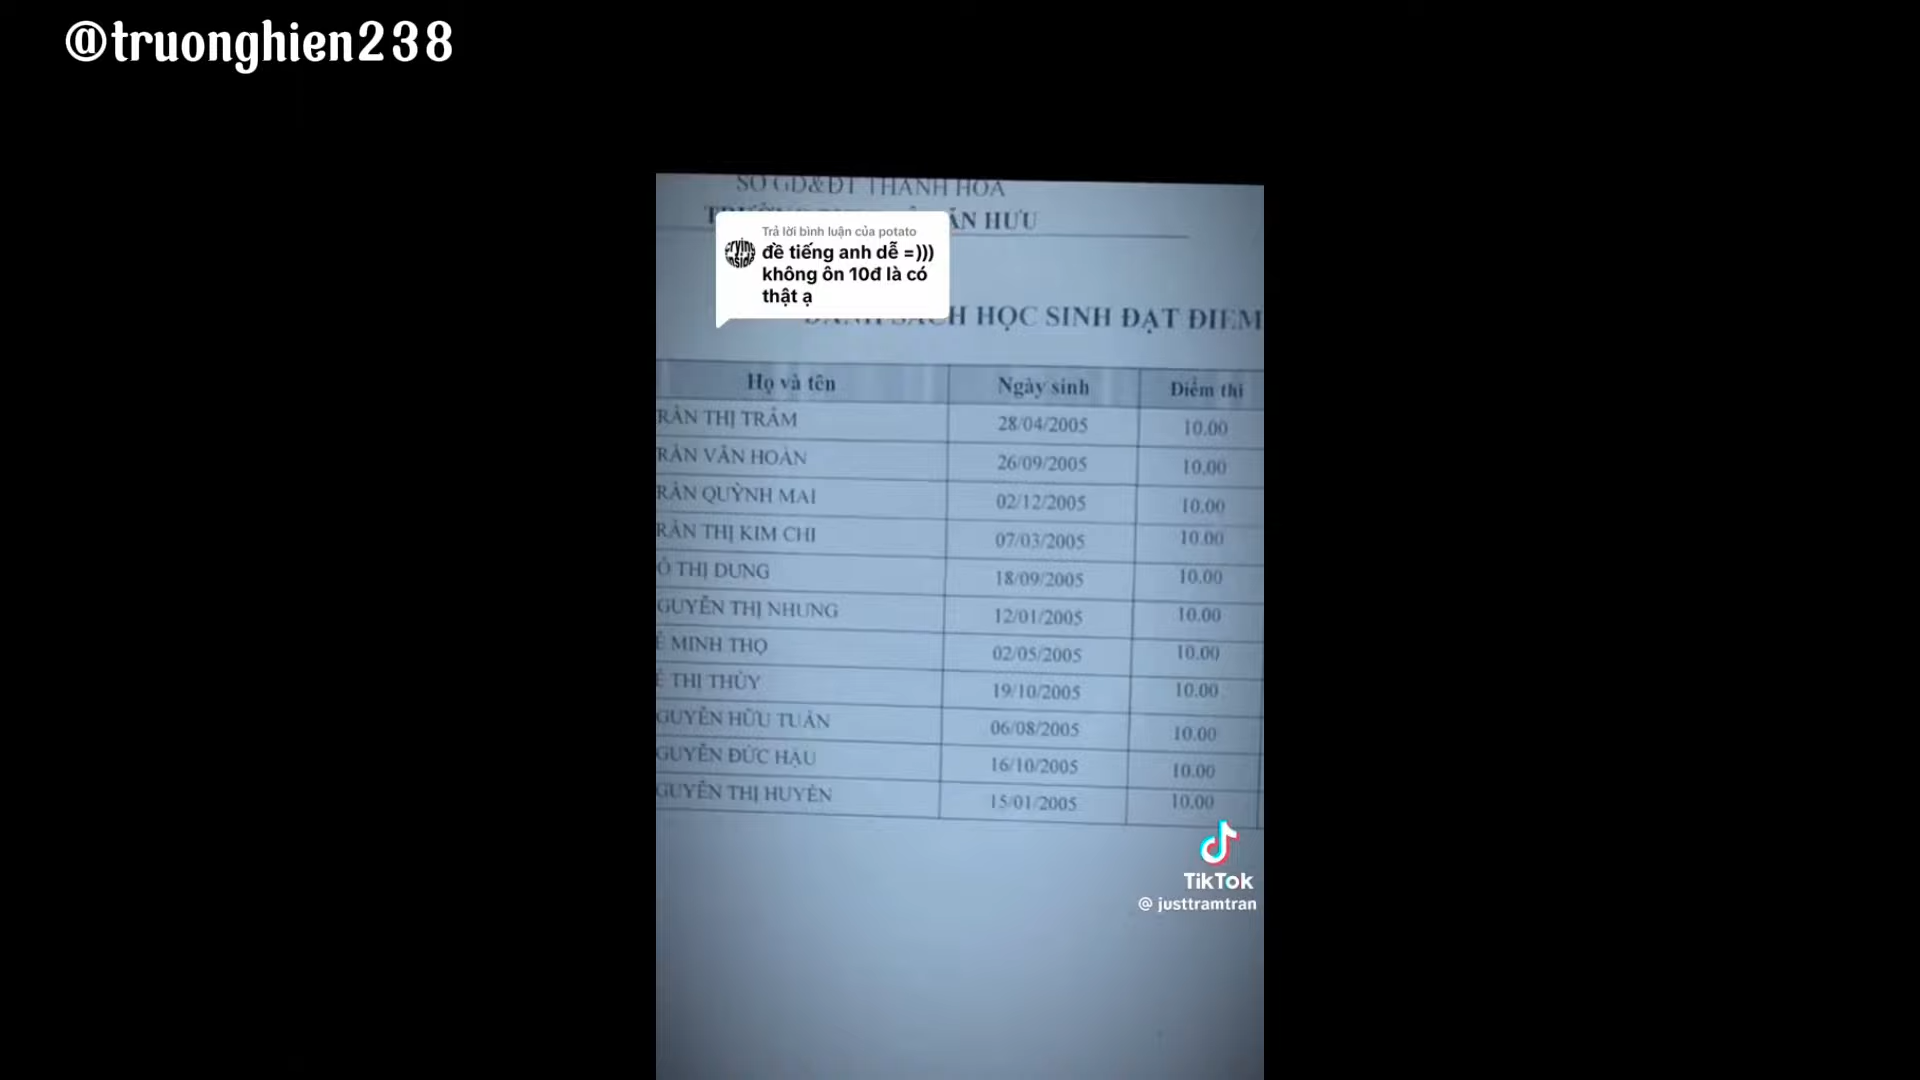 @truonghien238
SỞ GD&ĐT THANH HÓA
ĂN HƯU
Trả lời bình luận của potato
đề tiếng anh dễ =)))
không ôn 10đ là có
thật ạ
crying
inside
H HỌC SINH ĐẠT ĐIỂM
Họ và tên Ngày sinh Điểm thi
RẦN THỊ TRÂM 28/04/2005 10.00
RẦN VĂN HOÀN 26/09/2005 10.00
RẦN QUỲNH MAI 02/12/2005 10.00
RẦN THỊ KIM CHI 07/03/2005 10.00
Ỗ THỊ DUNG 18/09/2005 10.00
GUYỄN THỊ NHUNG 12/01/2005 10.00
Ê MINH THỌ 02/05/2005 10.00
Ê THỊ THÙY 19/10/2005 10.00
GUYỄN HỮU TUẤN 06/08/2005 10.00
GUYỄN ĐỨC HẬU 16/10/2005 10.00
GUYỄN THỊ HUYỀN 15/01/2005 10.00
TikTok
@ justtramtran